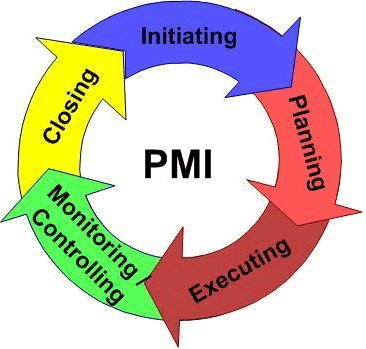 Initiating
Planning
Executing
Monitoring/
Controlling
Closing
PMI